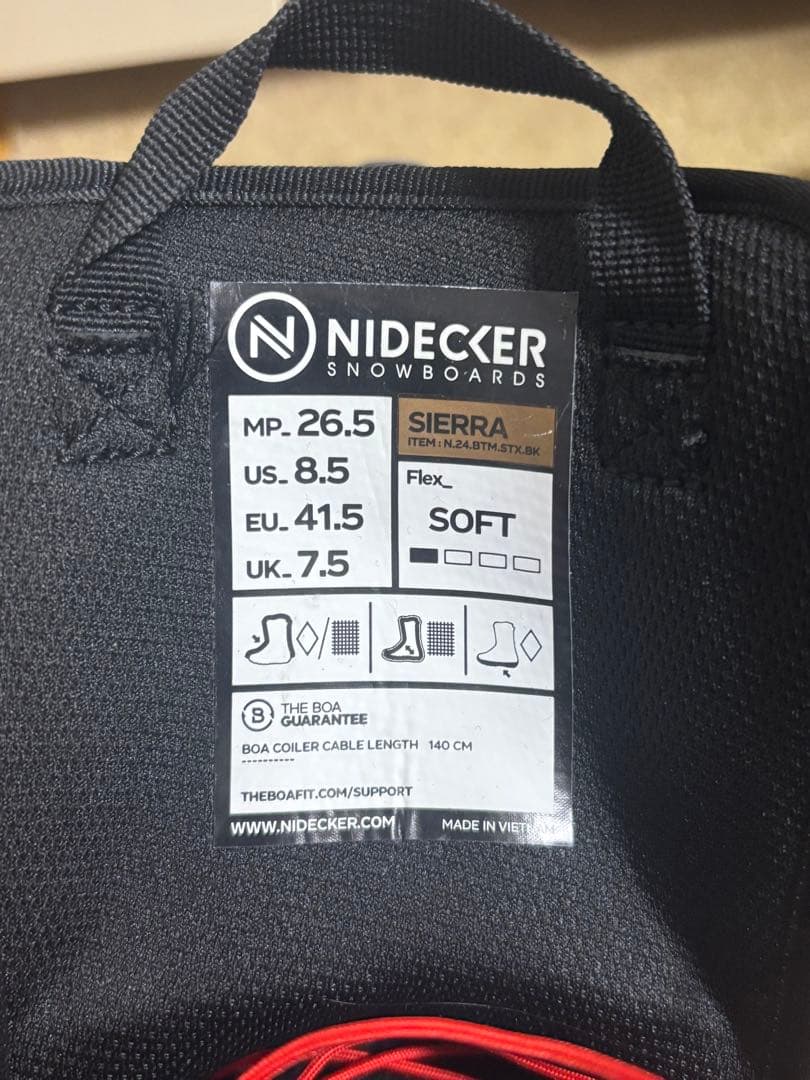 N NIDECKER
SNOWBOARDS
MP_ 26.5
US_ 8.5
EU_ 41.5
UK_ 7.5
SIERRA
ITEM : N.24.BTM.STX.BK
Flex_
SOFT
B THE BOA
GUARANTEE
BOA COILER CABLE LENGTH 140 CM
----------
THEBOAFIT.COM/SUPPORT
WWW.NIDECKER.COM MADE IN VIETNAM